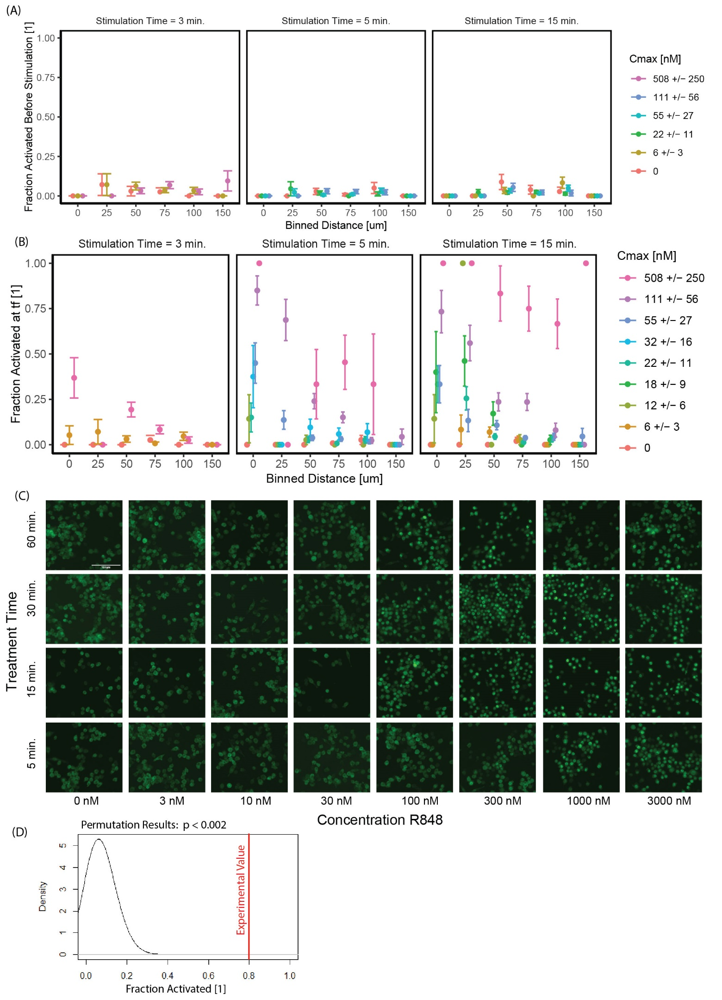 (A)
Stimulation Time = 3 min.
Stimulation Time = 5 min.
Stimulation Time = 15 min.
Fraction Activated Before Stimulation [1]
1.00
0.75
0.50
0.25
0.00
0 25 50 75 100 150
0 25 50 75 100 150
0 25 50 75 100 150
Binned Distance [um]
Cmax [nM]
508 +/− 250
111 +/− 56
55 +/− 27
22 +/− 11
6 +/− 3
0
(B)
Stimulation Time = 3 min.
Stimulation Time = 5 min.
Stimulation Time = 15 min.
Fraction Activated at tf [1]
1.00
0.75
0.50
0.25
0.00
0 25 50 75 100 150
0 25 50 75 100 150
0 25 50 75 100 150
Binned Distance [um]
Cmax [nM]
508 +/− 250
111 +/− 56
55 +/− 27
32 +/− 16
22 +/− 11
18 +/− 9
12 +/− 6
6 +/− 3
0
(C)
Treatment Time
60 min.
100 µm
30 min.
15 min.
5 min.
0 nM 3 nM 10 nM 30 nM 100 nM 300 nM 1000 nM 3000 nM
Concentration R848
(D)
Permutation Results: p < 0.002
Density
5
4
3
2
1
0
Experimental Value
0.0 0.2 0.4 0.6 0.8 1.0
Fraction Activated [1]